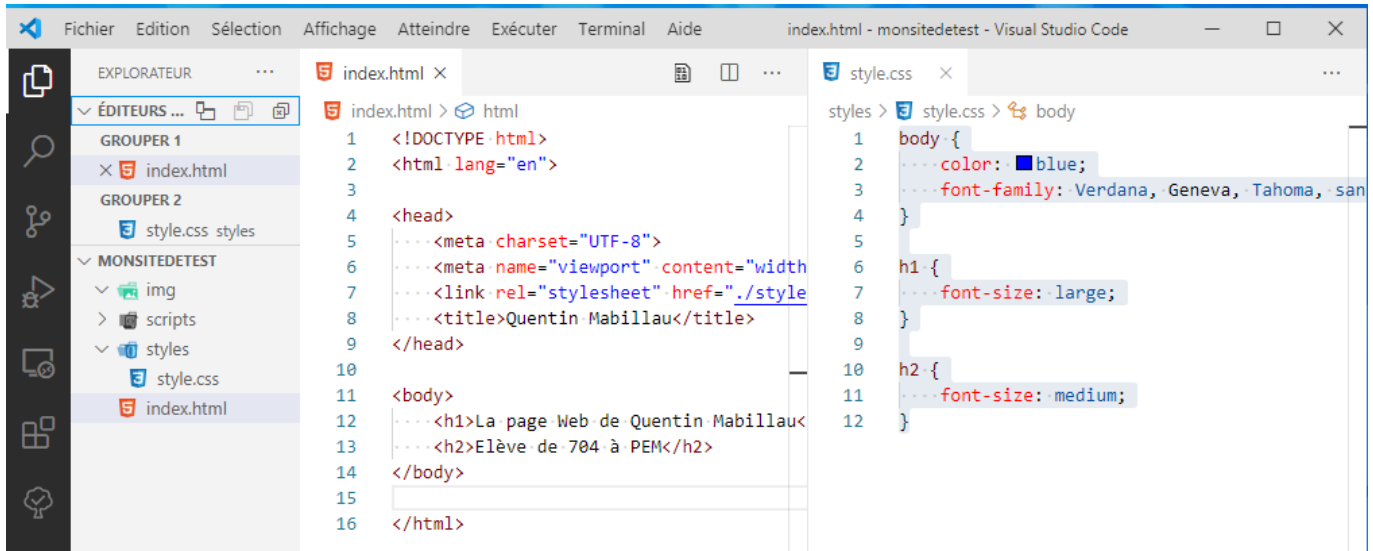 Fichier Edition Sélection Affichage Atteindre Exécuter Terminal Aide index.html - monsitedetest - Visual Studio Code
EXPLORATEUR
ÉDITEURS ...
GROUPER 1
index.html
GROUPER 2
style.css styles
MONSITEDETEST
img
scripts
styles
style.css
index.html
index.html
index.html > html
1 <!DOCTYPE html>
2 <html lang="en">
3
4 <head>
5 <meta charset="UTF-8">
6 <meta name="viewport" content="width
7 <link rel="stylesheet" href="./style
8 <title>Quentin Mabillau</title>
9 </head>
10
11 <body>
12 <h1>La page Web de Quentin Mabillau<
13 <h2>Elève de 704 à PEM</h2>
14 </body>
15
16 </html>
style.css
styles > style.css > body
1 body {
2 color: blue;
3 font-family: Verdana, Geneva, Tahoma, san
4 }
5
6 h1 {
7 font-size: large;
8 }
9
10 h2 {
11 font-size: medium;
12 }